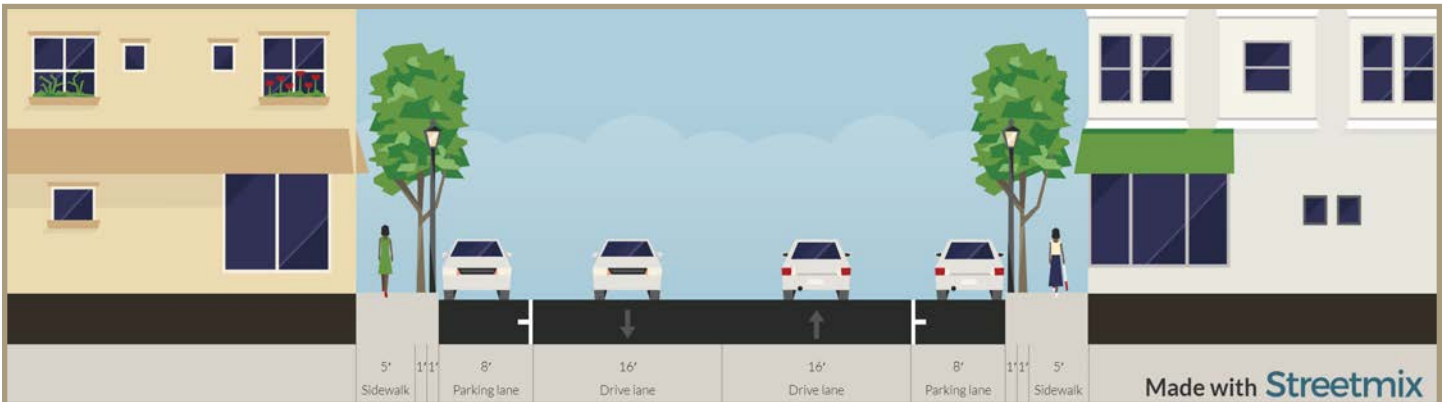 5' 1' 1' 8' 16' 16' 8' 1' 1' 5'
Sidewalk Parking lane Drive lane Drive lane Parking lane Sidewalk
Made with Streetmix